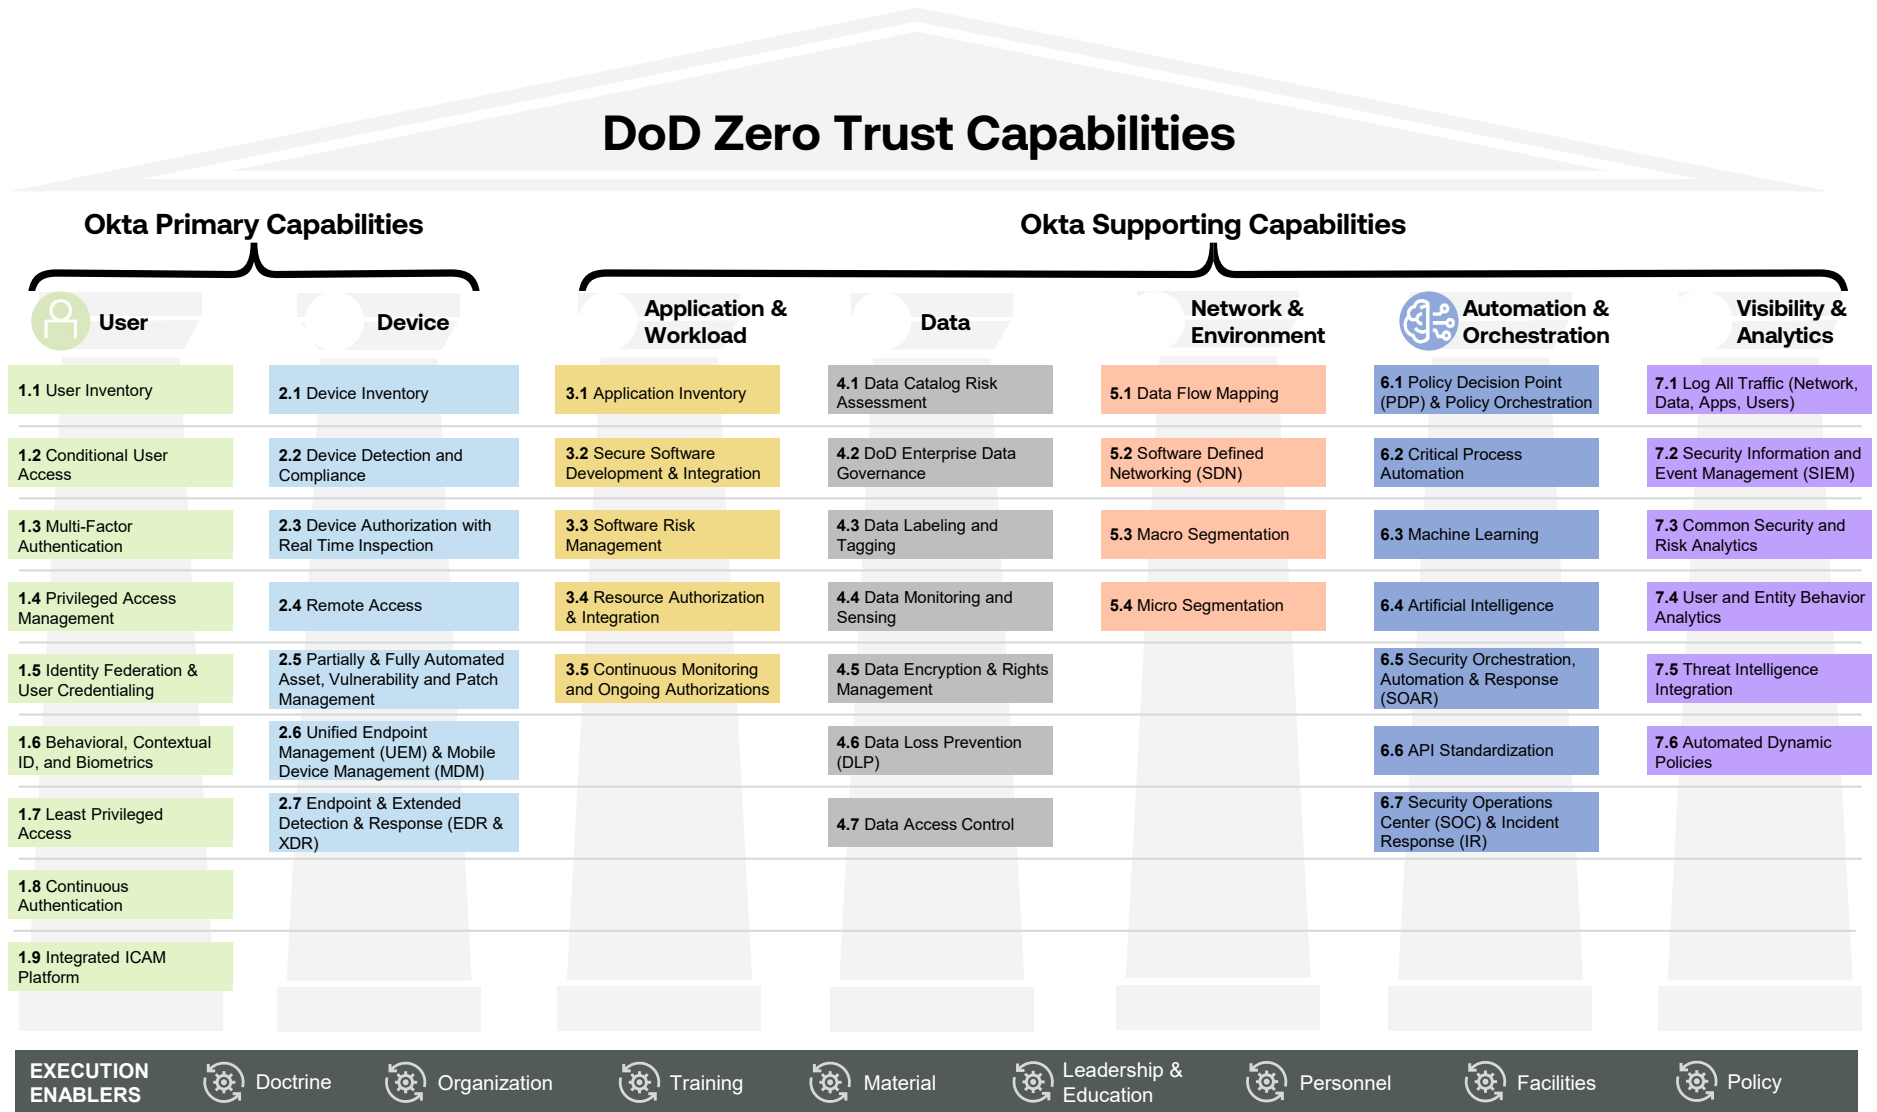 DoD Zero Trust Capabilities
Okta Primary Capabilities
Okta Supporting Capabilities
User
1.1 User Inventory
1.2 Conditional User
Access
1.3 Multi-Factor
Authentication
1.4 Privileged Access
Management
1.5 Identity Federation &
User Credentialing
1.6 Behavioral, Contextual
ID, and Biometrics
1.7 Least Privileged
Access
1.8 Continuous
Authentication
1.9 Integrated ICAM
Platform
Device
2.1 Device Inventory
2.2 Device Detection and
Compliance
2.3 Device Authorization with
Real Time Inspection
2.4 Remote Access
2.5 Partially & Fully Automated
Asset, Vulnerability and Patch
Management
2.6 Unified Endpoint
Management (UEM) & Mobile
Device Management (MDM)
2.7 Endpoint & Extended
Detection & Response (EDR &
XDR)
Application &
Workload
3.1 Application Inventory
3.2 Secure Software
Development & Integration
3.3 Software Risk
Management
3.4 Resource Authorization
& Integration
3.5 Continuous Monitoring
and Ongoing Authorizations
Data
4.1 Data Catalog Risk
Assessment
4.2 DoD Enterprise Data
Governance
4.3 Data Labeling and
Tagging
4.4 Data Monitoring and
Sensing
4.5 Data Encryption & Rights
Management
4.6 Data Loss Prevention
(DLP)
4.7 Data Access Control
Network &
Environment
5.1 Data Flow Mapping
5.2 Software Defined
Networking (SDN)
5.3 Macro Segmentation
5.4 Micro Segmentation
Automation &
Orchestration
6.1 Policy Decision Point
(PDP) & Policy Orchestration
6.2 Critical Process
Automation
6.3 Machine Learning
6.4 Artificial Intelligence
6.5 Security Orchestration,
Automation & Response
(SOAR)
6.6 API Standardization
6.7 Security Operations
Center (SOC) & Incident
Response (IR)
Visibility &
Analytics
7.1 Log All Traffic (Network,
Data, Apps, Users)
7.2 Security Information and
Event Management (SIEM)
7.3 Common Security and
Risk Analytics
7.4 User and Entity Behavior
Analytics
7.5 Threat Intelligence
Integration
7.6 Automated Dynamic
Policies
EXECUTION
ENABLERS
Doctrine
Organization
Training
Material
Leadership &
Education
Personnel
Facilities
Policy